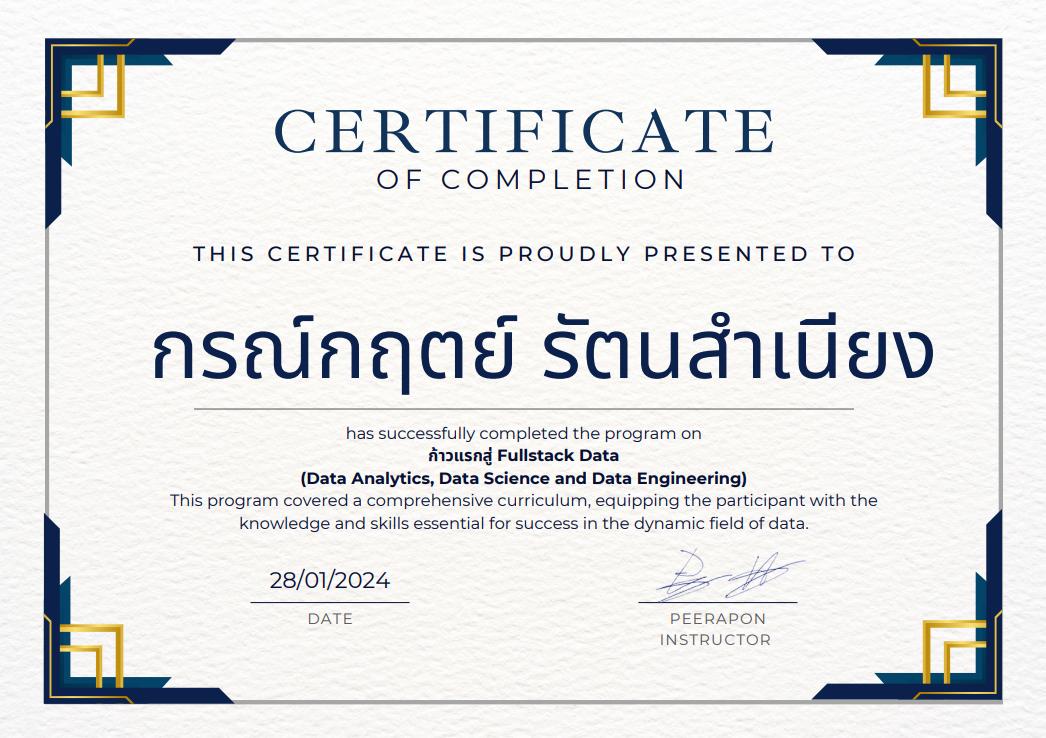 CERTIFICATE
OF COMPLETION
THIS CERTIFICATE IS PROUDLY PRESENTED TO
กรณ์กฤตย์ รัตนสำเนียง
has successfully completed the program on
ก้าวแรกสู่ Fullstack Data
(Data Analytics, Data Science and Data Engineering)
This program covered a comprehensive curriculum, equipping the participant with the
knowledge and skills essential for success in the dynamic field of data.
28/01/2024
DATE
PEERAPON
INSTRUCTOR